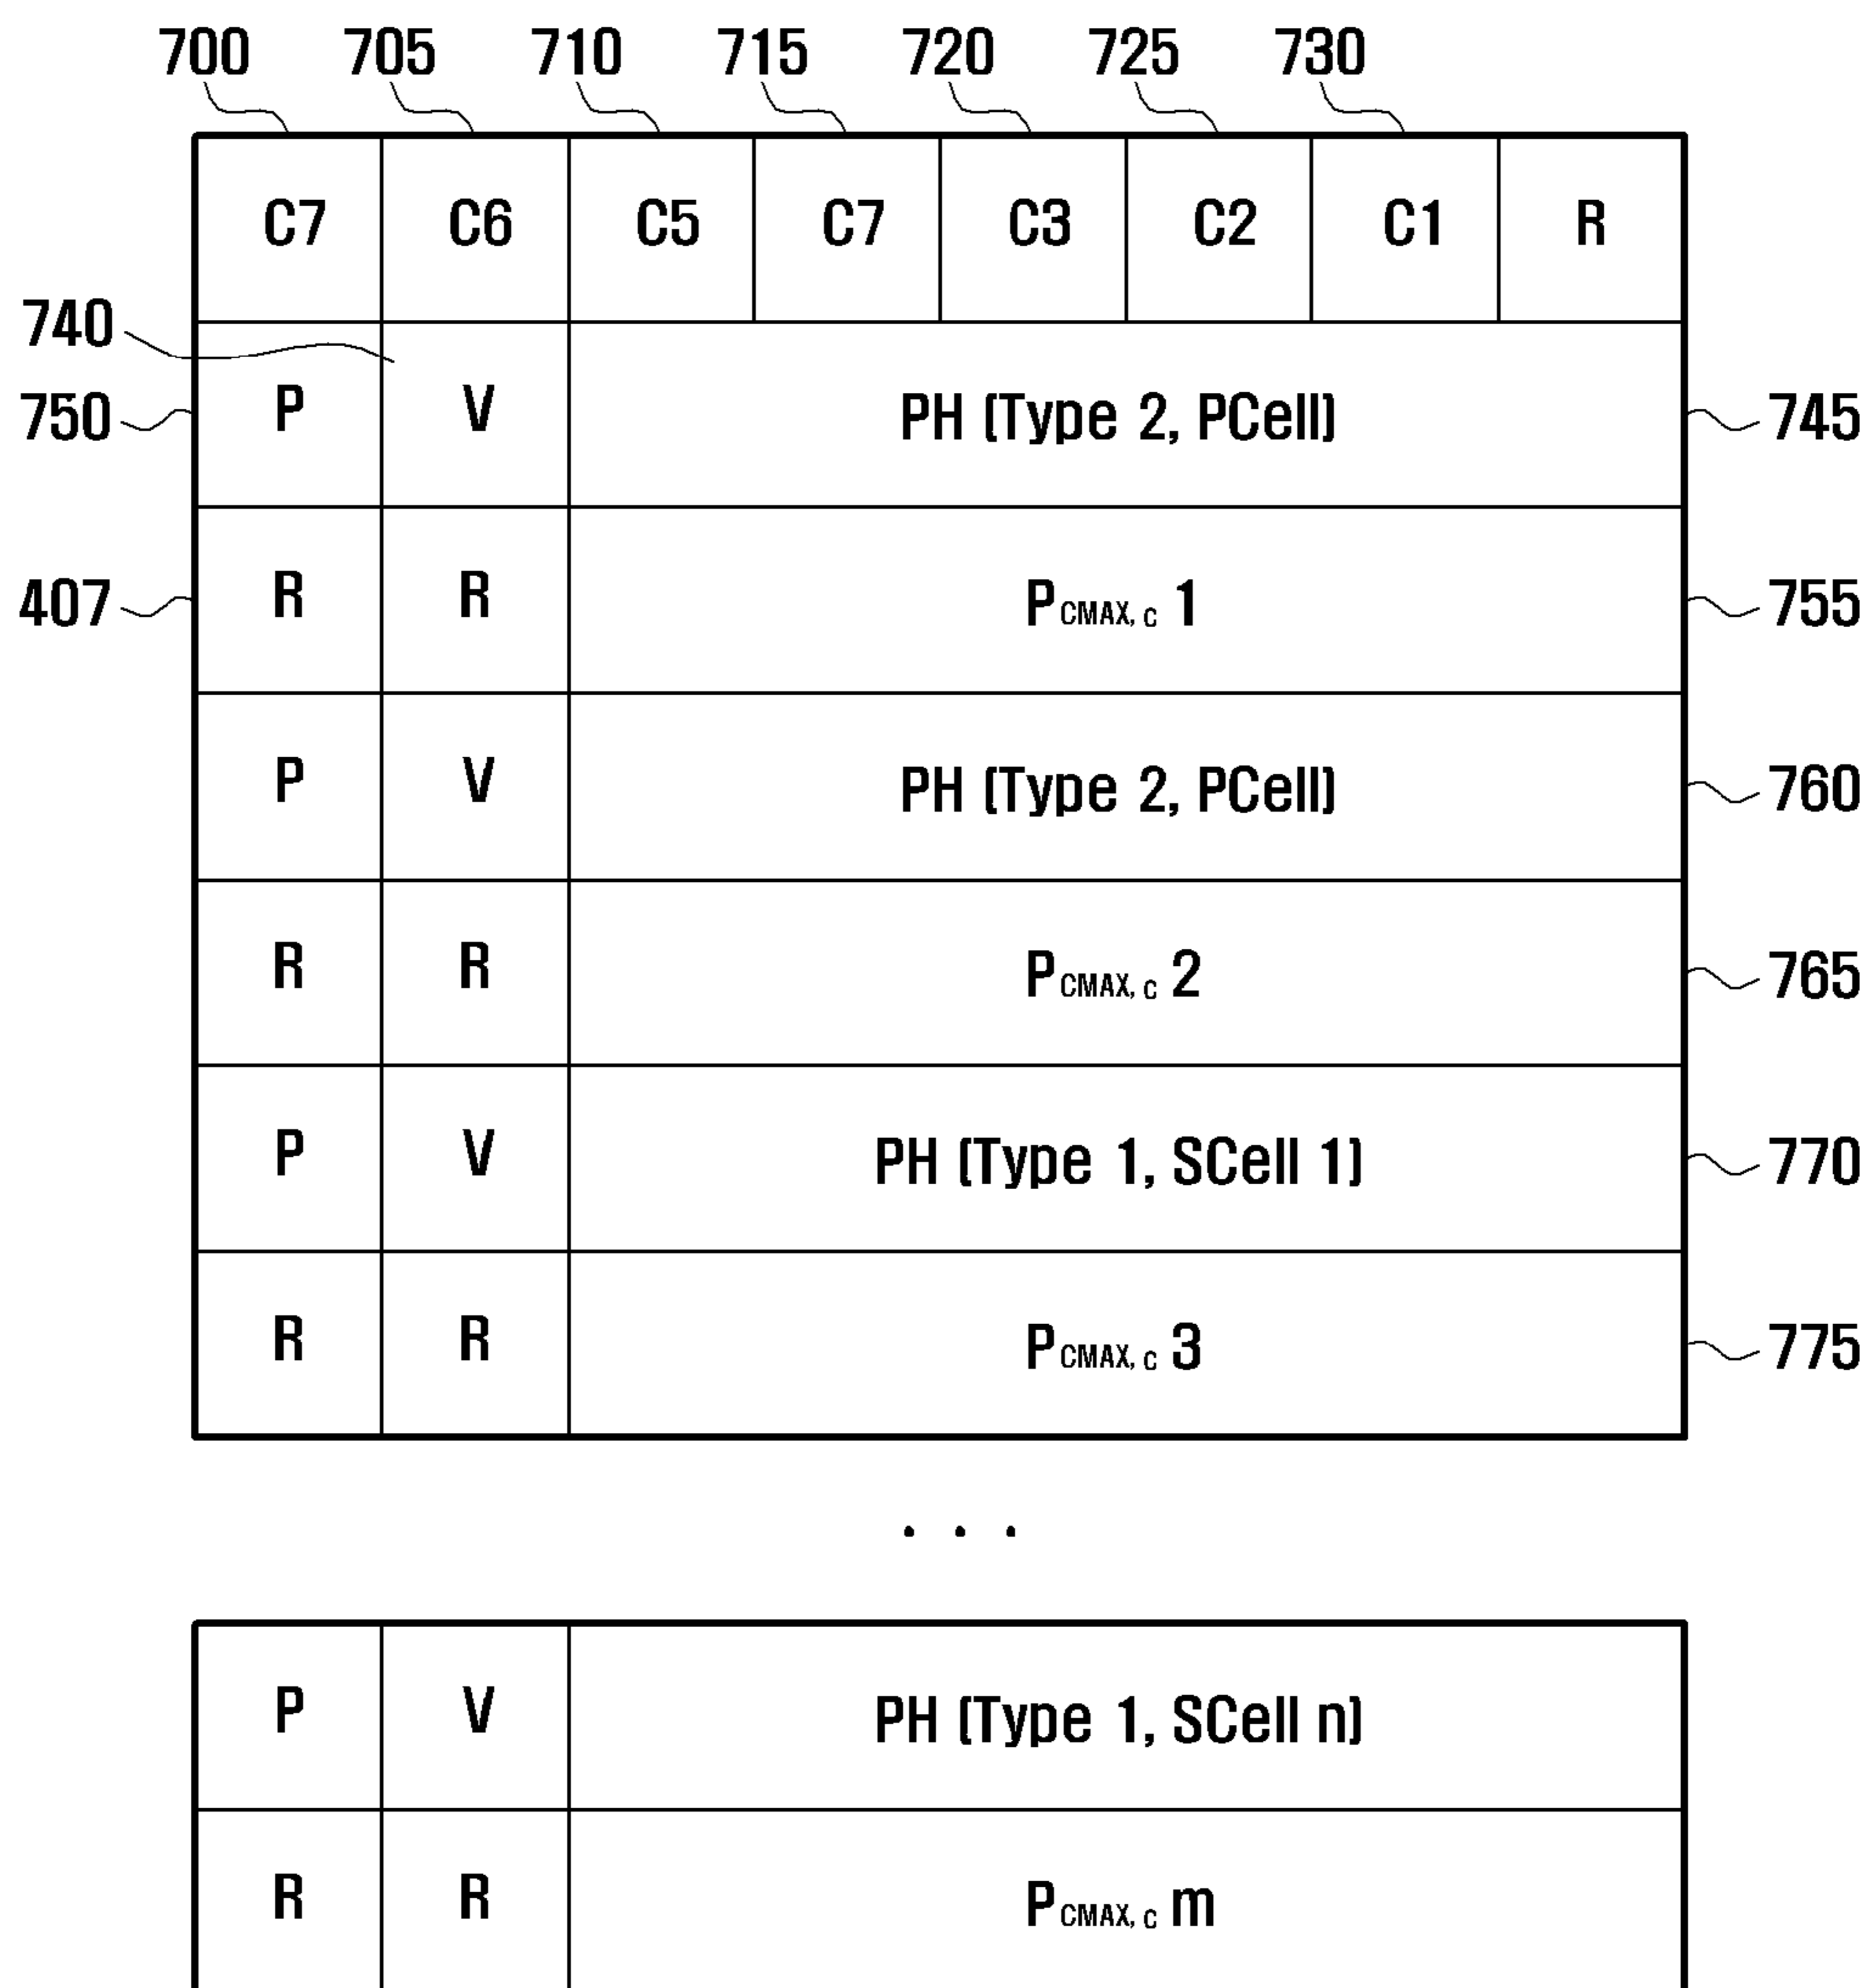 700 705 710 715 720 725 730
C7 C6 C5 C7 C3 C2 C1 R
740
750 P V PH (Type 2, PCell) 745
407 R R PCMAX, C 1 755
P V PH (Type 2, PCell) 760
R R PCMAX, C 2 765
P V PH (Type 1, SCell 1) 770
R R PCMAX, C 3 775
. . .
P V PH (Type 1, SCell n)
R R PCMAX, C m